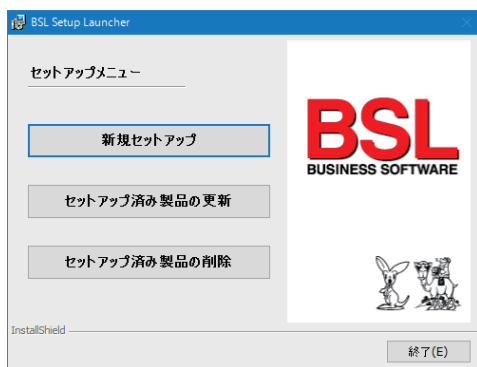 BSL Setup Launcher
セットアップメニュー
新規セットアップ
セットアップ済み製品の更新
セットアップ済み製品の削除
BSL
BUSINESS SOFTWARE
InstallShield
終了(E)